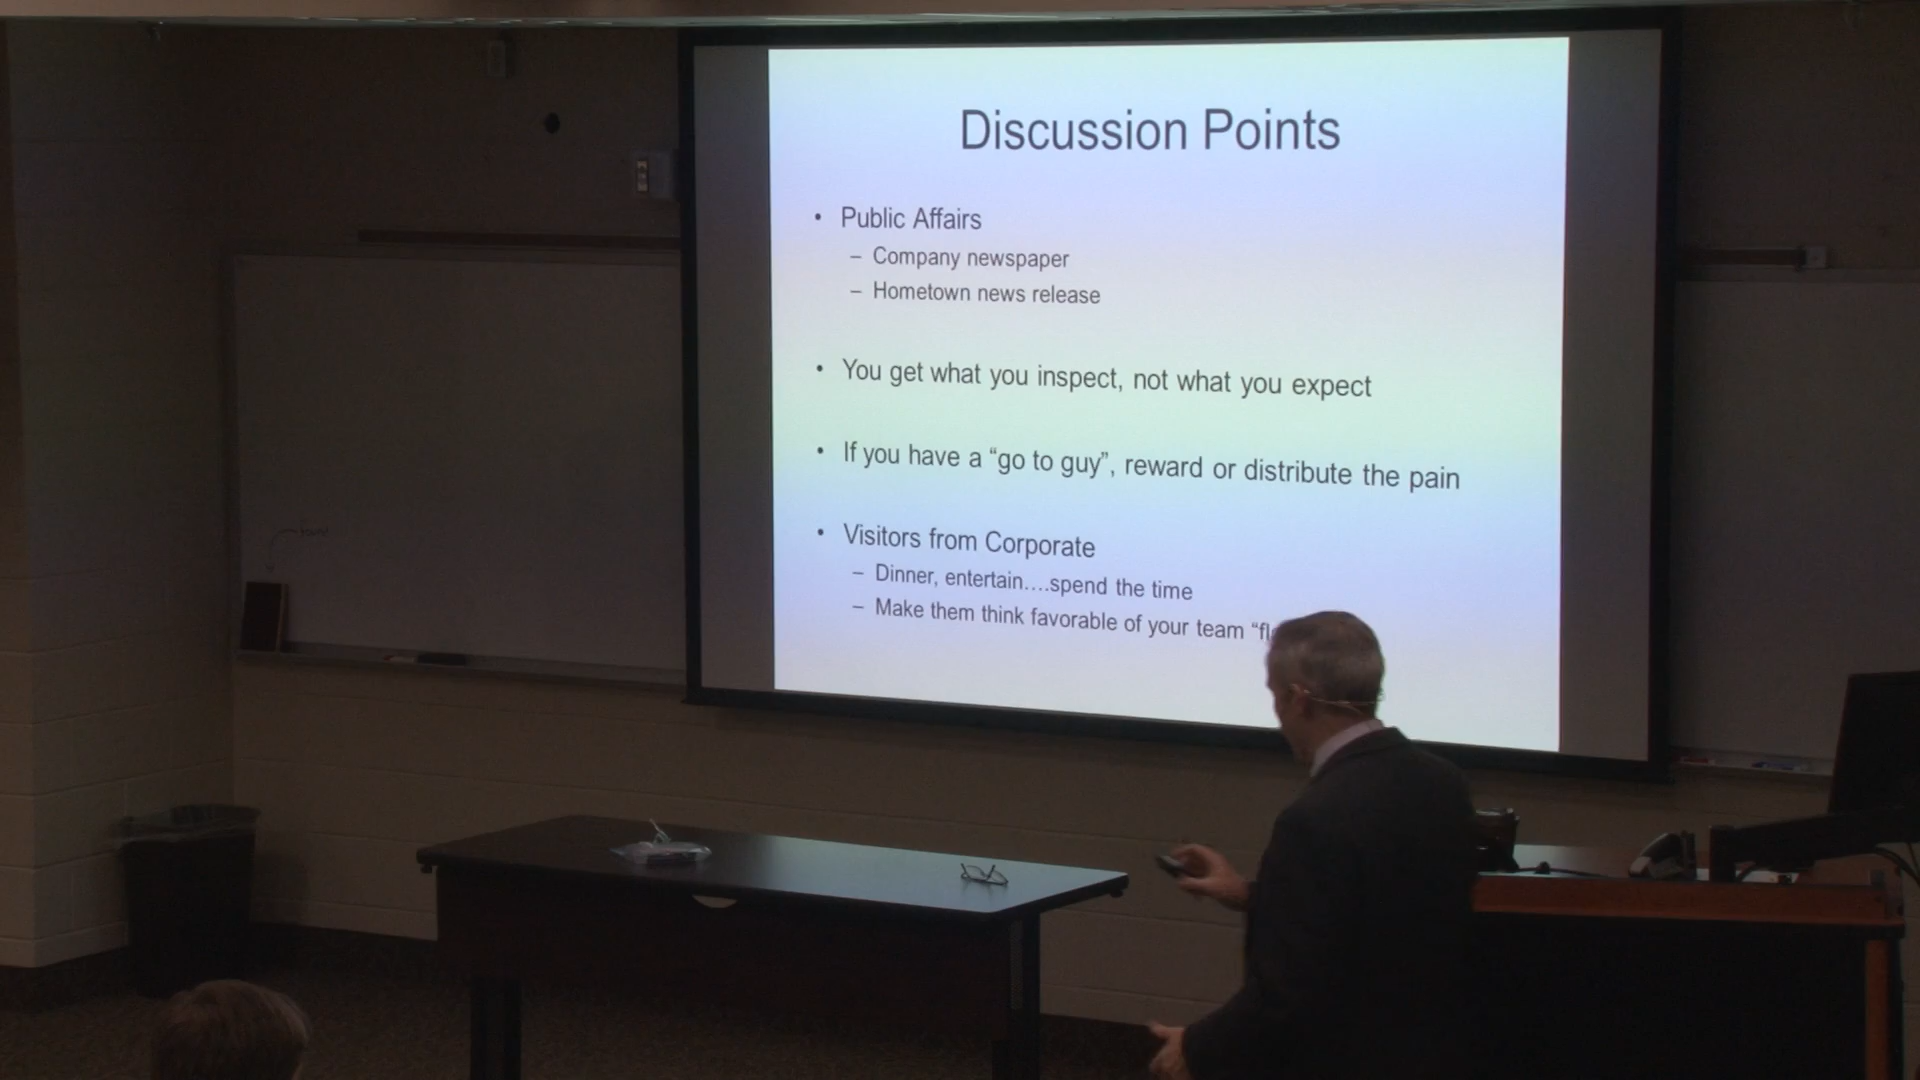 Discussion Points
• Public Affairs
– Company newspaper
– Hometown news release
• You get what you inspect, not what you expect
• If you have a “go to guy”, reward or distribute the pain
• Visitors from Corporate
– Dinner, entertain....spend the time
– Make them think favorable of your team